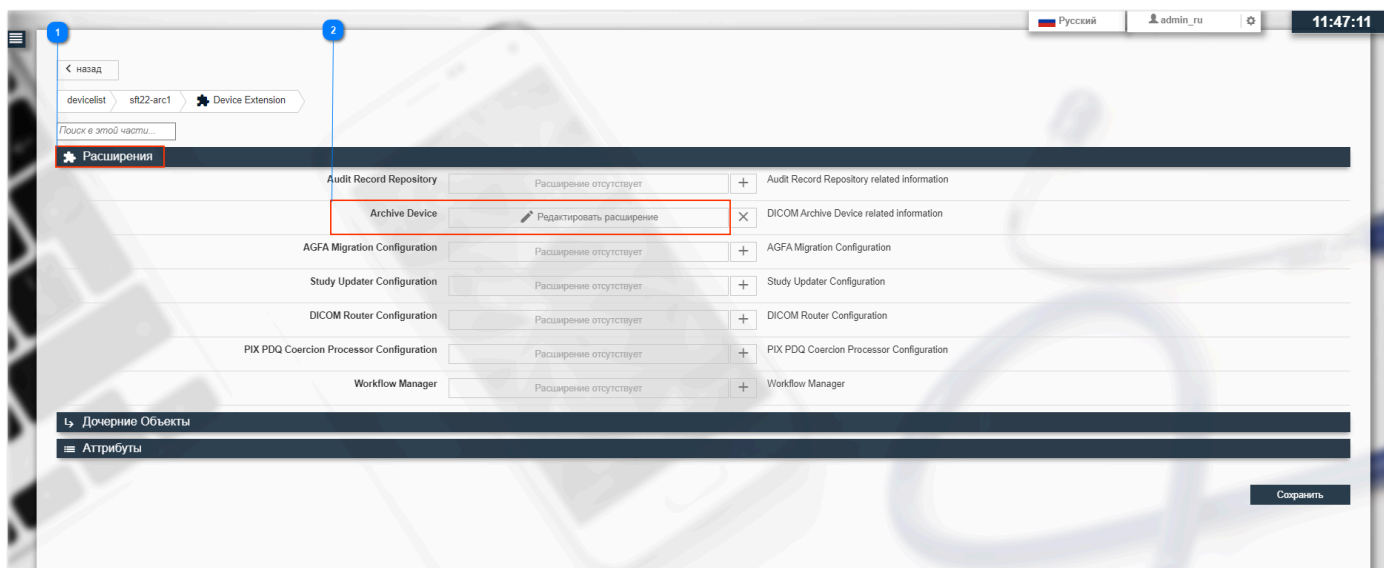 Русский admin_ru 11:47:11
1 2
назад
devicelist sft22-arc1 Device Extension
Поиск в этой части...
Расширения
Audit Record Repository Расширение отсутствует + Audit Record Repository related information
Archive Device Редактировать расширение × DICOM Archive Device related information
AGFA Migration Configuration Расширение отсутствует + AGFA Migration Configuration
Study Updater Configuration Расширение отсутствует + Study Updater Configuration
DICOM Router Configuration Расширение отсутствует + DICOM Router Configuration
PIX PDQ Coercion Processor Configuration Расширение отсутствует + PIX PDQ Coercion Processor Configuration
Workflow Manager Расширение отсутствует + Workflow Manager
Дочерние Объекты
Аттрибуты
Сохранить